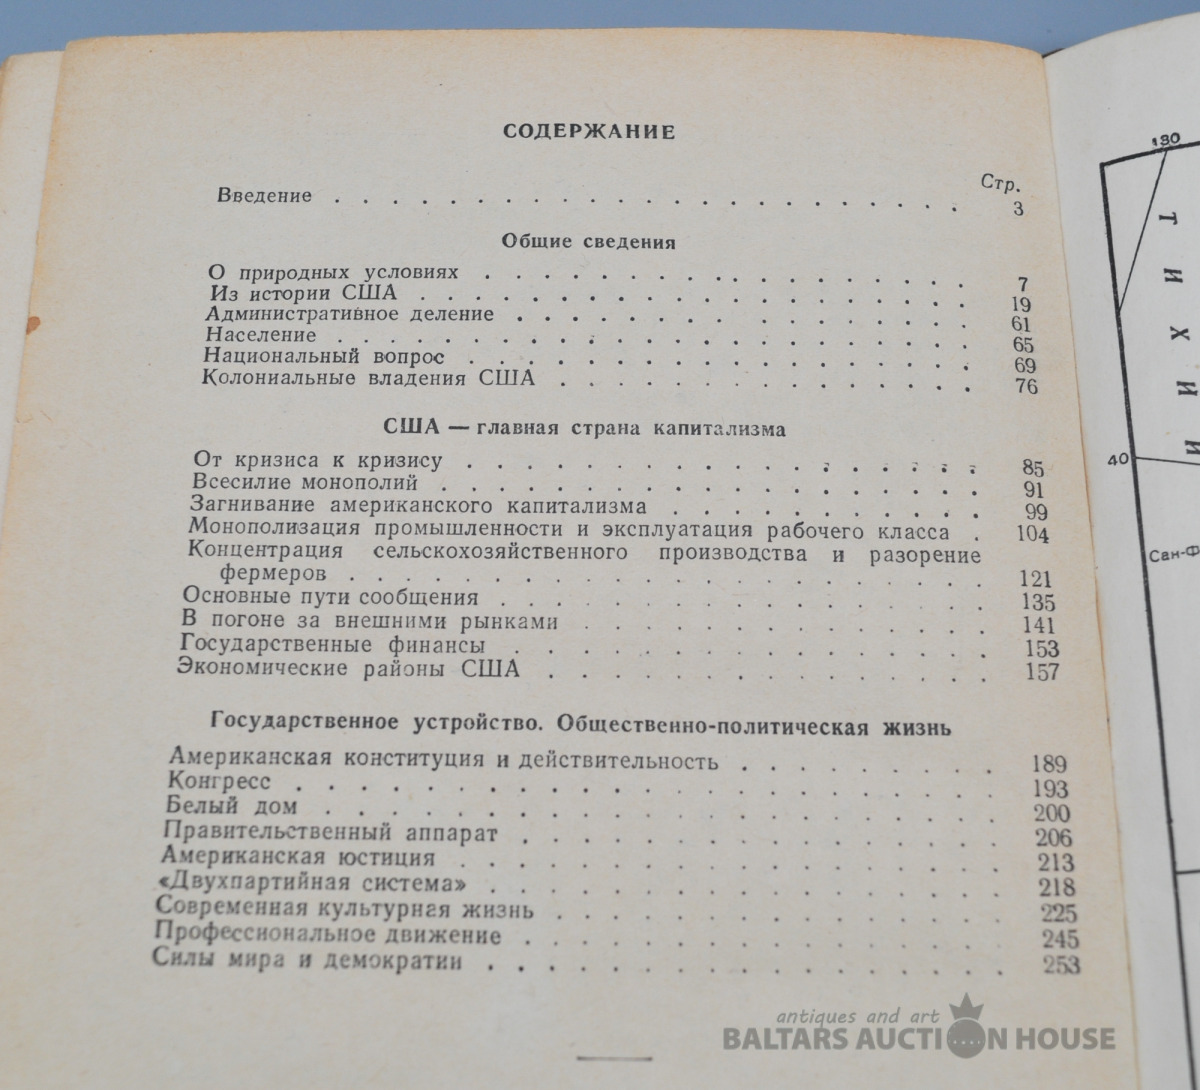 СОДЕРЖАНИЕ
Стр.
Введение . . . . . . . . . . . . . . . . . . . . . . 3
Общие сведения
О природных условиях . . . . . . . . . . . . . . . . . 7
Из истории США . . . . . . . . . . . . . . . . . . . 19
Административное деление . . . . . . . . . . . . . . . . 61
Население . . . . . . . . . . . . . . . . . . . . . . 65
Национальный вопрос . . . . . . . . . . . . . . . . . . 69
Колониальные владения США . . . . . . . . . . . . . . . 76
США — главная страна капитализма
От кризиса к кризису . . . . . . . . . . . . . . . . . . 85
Всесилие монополий . . . . . . . . . . . . . . . . . . . 91
Загнивание американского капитализма . . . . . . . . . . . 99
Монополизация промышленности и эксплуатация рабочего класса . 104
Концентрация сельскохозяйственного производства и разорение
фермеров . . . . . . . . . . . . . . . . . . . . . . 121
Основные пути сообщения . . . . . . . . . . . . . . . . . 135
В погоне за внешними рынками . . . . . . . . . . . . . . 141
Государственные финансы . . . . . . . . . . . . . . . . . 153
Экономические районы США . . . . . . . . . . . . . . . 157
Государственное устройство. Общественно-политическая жизнь
Американская конституция и действительность . . . . . . . . . 189
Конгресс . . . . . . . . . . . . . . . . . . . . . . . . 193
Белый дом . . . . . . . . . . . . . . . . . . . . . . . 200
Правительственный аппарат . . . . . . . . . . . . . . . . 206
Американская юстиция . . . . . . . . . . . . . . . . . . 213
«Двухпартийная система» . . . . . . . . . . . . . . . . . 218
Современная культурная жизнь . . . . . . . . . . . . . . . 225
Профессиональное движение . . . . . . . . . . . . . . . . 245
Силы мира и демократии . . . . . . . . . . . . . . . . . 253
130
ТИХИЙ
40
Сан-Ф
antiques and art
BALTARS AUCTION HOUSE